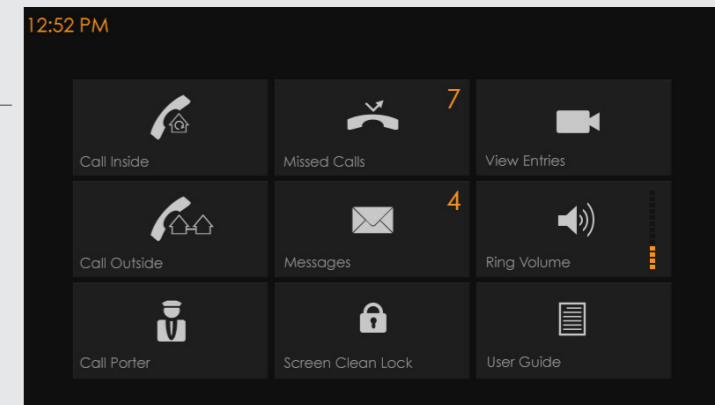 12:52 PM
Call Inside
7
Missed Calls
View Entries
Call Outside
4
Messages
Ring Volume
Call Porter
Screen Clean Lock
User Guide